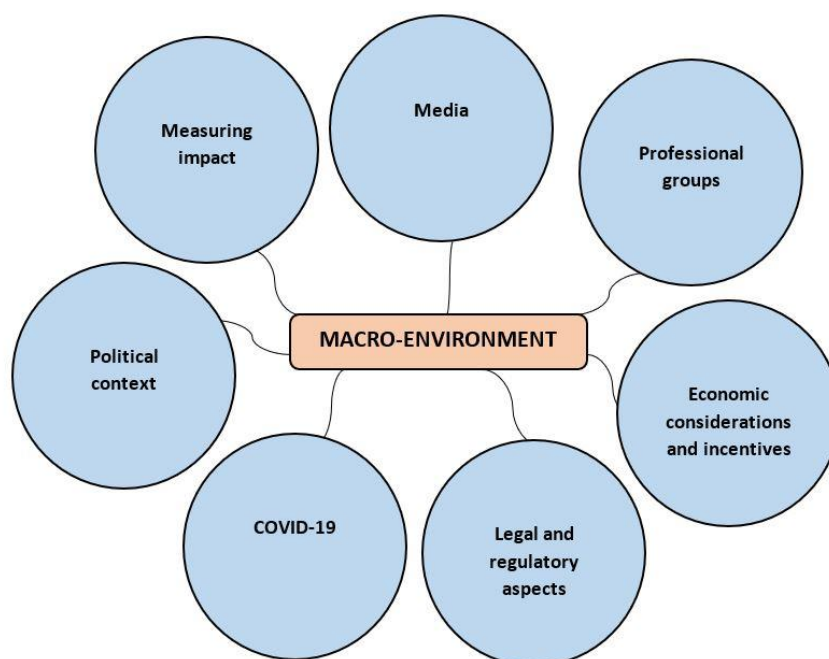 Media
Measuring
impact
Professional
groups
MACRO-ENVIRONMENT
Political
context
Economic
considerations
and incentives
COVID-19
Legal and
regulatory
aspects